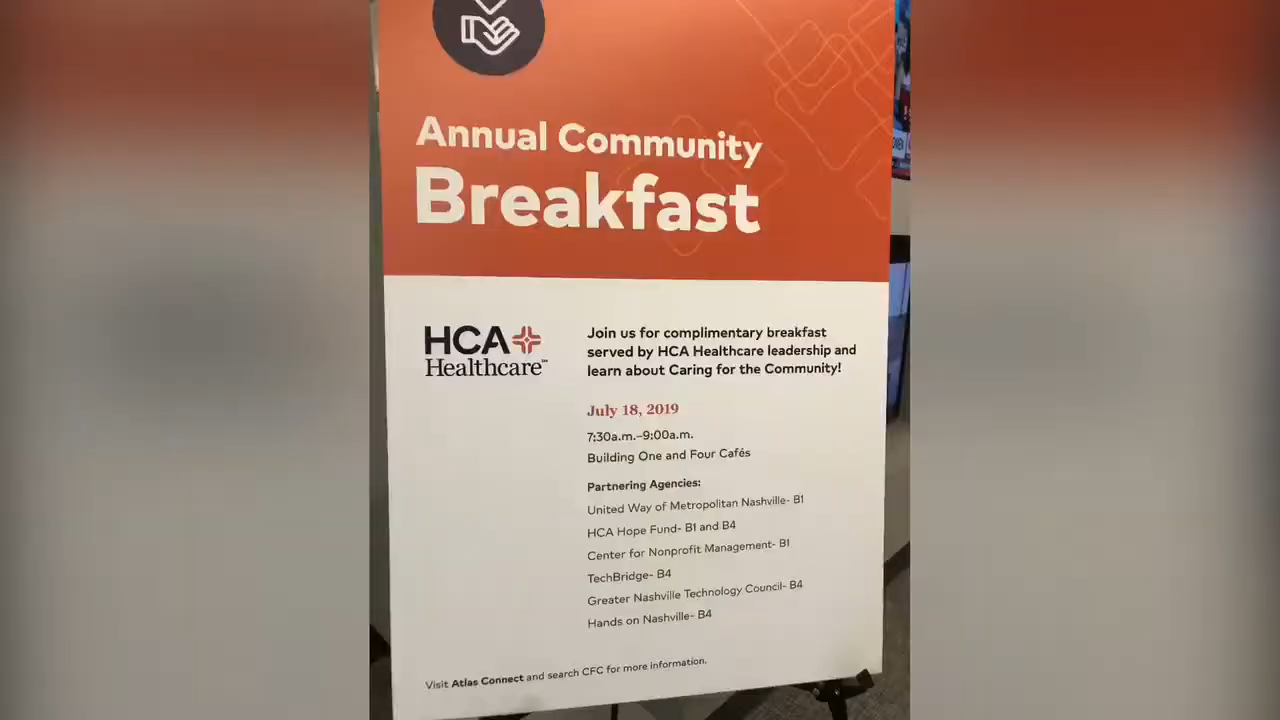 Annual Community
Breakfast
HCA
Healthcare™
Join us for complimentary breakfast
served by HCA Healthcare leadership and
learn about Caring for the Community!
July 18, 2019
7:30a.m.–9:00a.m.
Building One and Four Cafés
Partnering Agencies:
United Way of Metropolitan Nashville- B1
HCA Hope Fund- B1 and B4
Center for Nonprofit Management- B1
TechBridge- B4
Greater Nashville Technology Council- B4
Hands on Nashville- B4
Visit Atlas Connect and search CFC for more information.